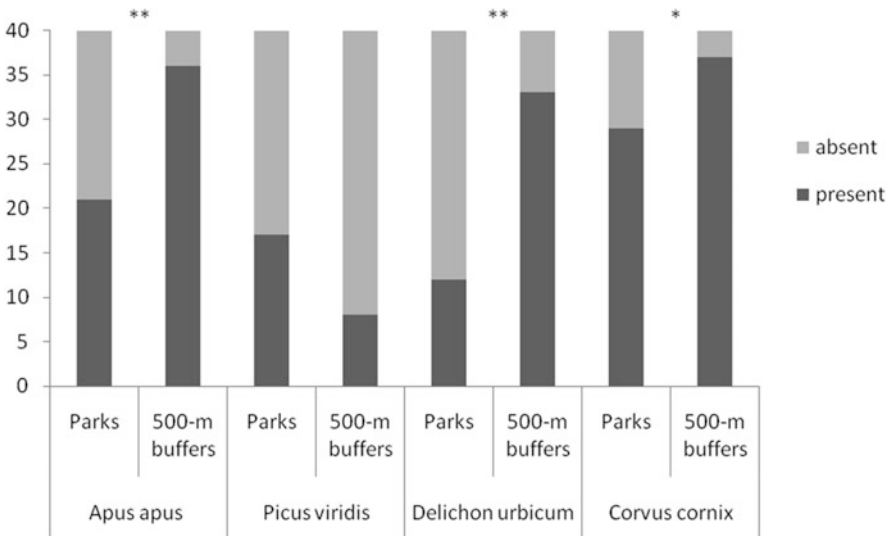 ** ** *
40
35
30
25
20
15
10
5
0
absent
present
Parks 500-m buffers Parks 500-m buffers Parks 500-m buffers Parks 500-m buffers
Apus apus Picus viridis Delichon urbicum Corvus cornix